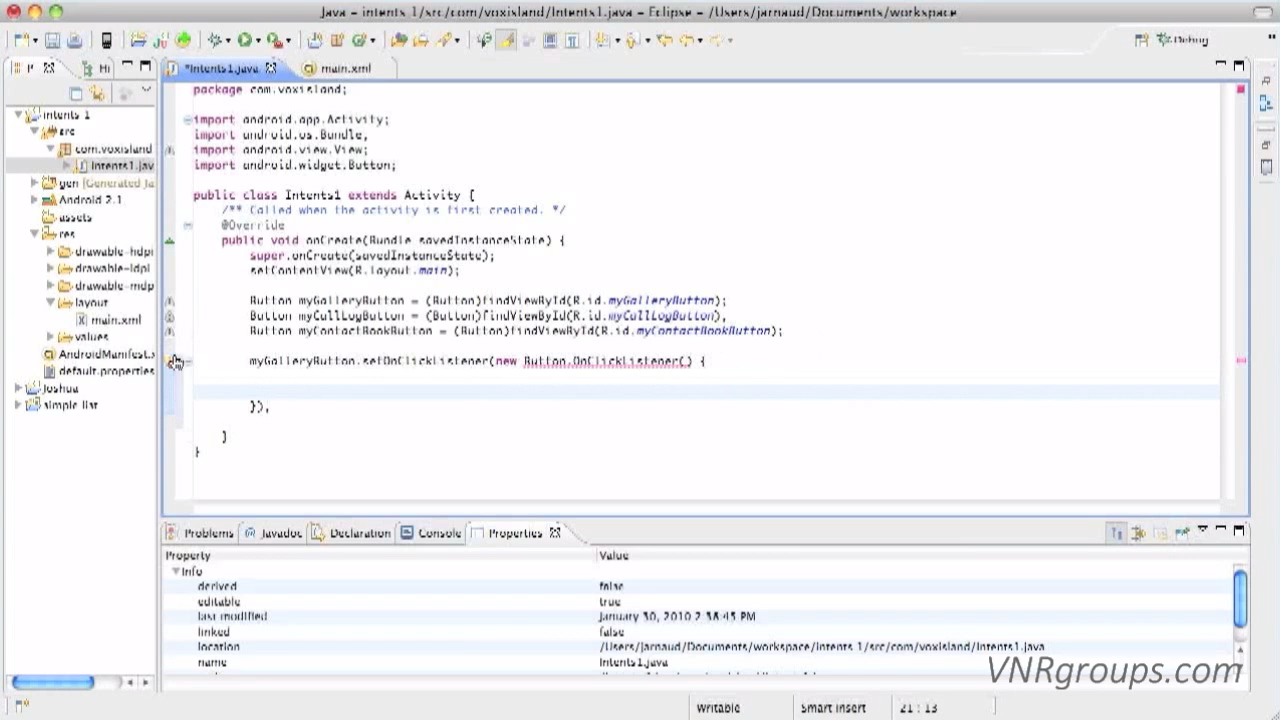 Java - intents 1/src/com/voxisland/Intents1.java - Eclipse - /Users/jarnaud/Documents/workspace
Debug
P
Hi
*Intents1.java
main.xml
intents 1
src
com.voxisland
Intents1.jav
gen [Generated Ja
Android 2.1
assets
res
drawable-hdpi
drawable-ldpi
drawable-mdp
layout
main.xml
values
AndroidManifest.x
default.properties
Joshua
simple list
package com.voxisland;
import android.app.Activity;
import android.os.Bundle;
import android.view.View;
import android.widget.Button;
public class Intents1 extends Activity {
/** Called when the activity is first created. */
@Override
public void onCreate(Bundle savedInstanceState) {
super.onCreate(savedInstanceState);
setContentView(R.layout.main);
Button myGalleryButton = (Button)findViewById(R.id.myGalleryButton);
Button myCallLogButton = (Button)findViewById(R.id.myCallLogButton);
Button myContactBookButton = (Button)findViewById(R.id.myContactBookButton);
myGalleryButton.setOnClickListener(new Button.OnClickListener() {
});
}
}
Problems
@ Javadoc
Declaration
Console
Properties
Property
Value
Info
derived
false
editable
true
last modified
January 30, 2010 2:38:45 PM
linked
false
location
/Users/jarnaud/Documents/workspace/intents 1/src/com/voxisland/Intents1.java
name
Intents1.java
VNRgroups.com
Writable
Smart Insert
21 : 13